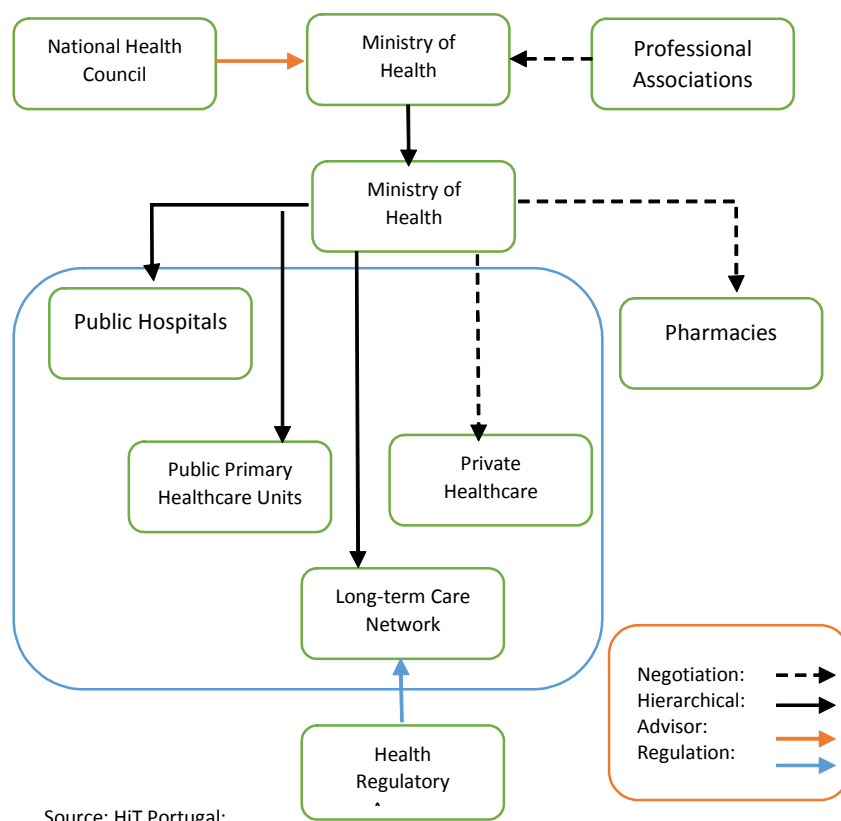 National Health
Council
Ministry of
Health
Professional
Associations
Ministry of
Health
Public Hospitals
Pharmacies
Public Primary
Healthcare Units
Private
Healthcare
Long-term Care
Network
Negotiation:
Hierarchical:
Advisor:
Regulation:
Health
Regulatory
Source: HiT Portugal: